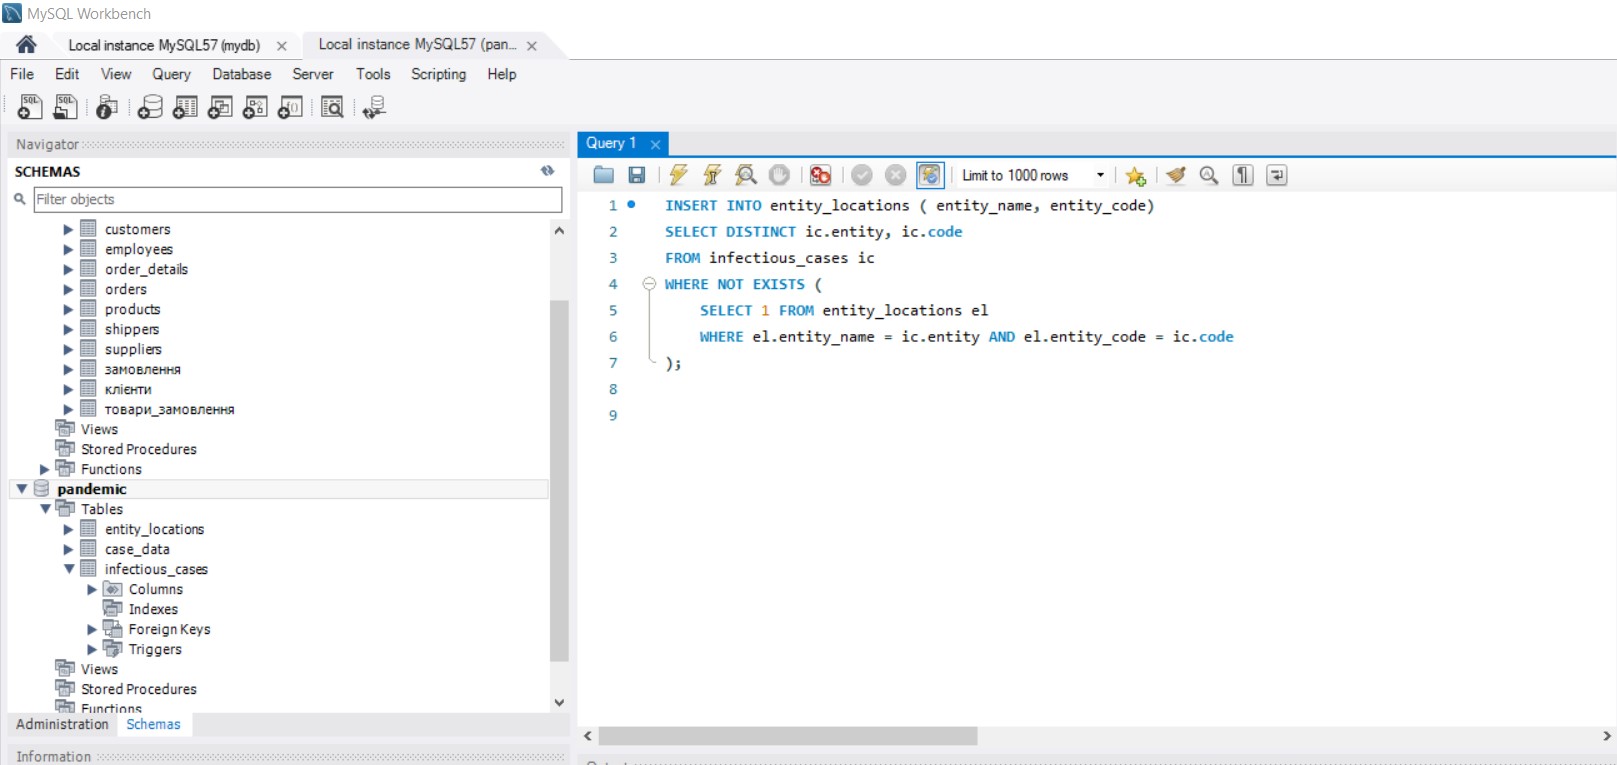 MySQL Workbench
Local instance MySQL57 (mydb)
Local instance MySQL57 (pan...
File Edit View Query Database Server Tools Scripting Help
Navigator
SCHEMAS
Filter objects
customers
employees
order_details
orders
products
shippers
suppliers
замовлення
клієнти
товари_замовлення
Views
Stored Procedures
Functions
pandemic
Tables
entity_locations
case_data
infectious_cases
Columns
Indexes
Foreign Keys
Triggers
Views
Stored Procedures
Functions
Administration Schemas
Information
Query 1
Limit to 1000 rows
1 INSERT INTO entity_locations ( entity_name, entity_code)
2 SELECT DISTINCT ic.entity, ic.code
3 FROM infectious_cases ic
4 WHERE NOT EXISTS (
5 SELECT 1 FROM entity_locations el
6 WHERE el.entity_name = ic.entity AND el.entity_code = ic.code
7 );
8
9